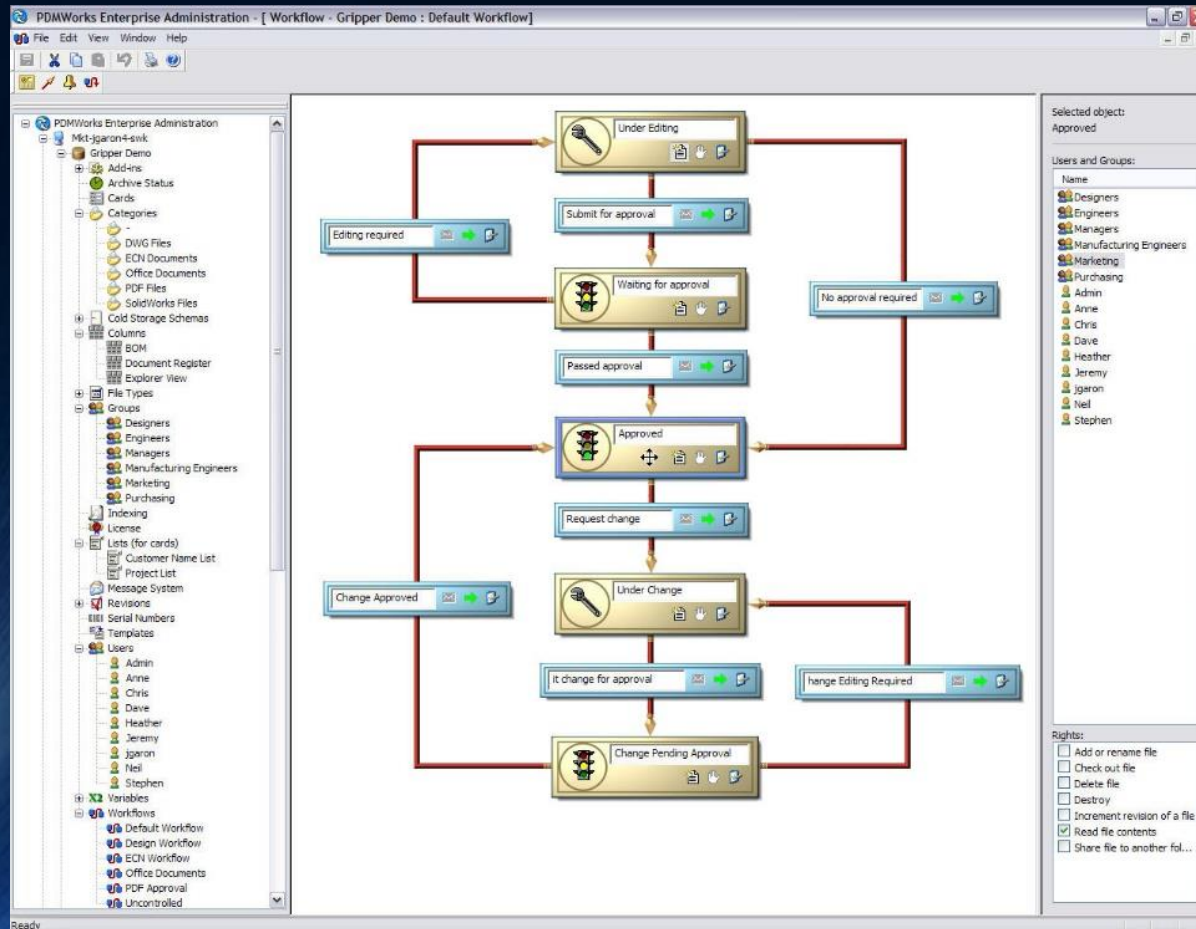 PDMWorks Enterprise Administration - [ Workflow - Gripper Demo : Default Workflow]
File Edit View Window Help
PDMWorks Enterprise Administration
Mkt-jgaron4-swk
Gripper Demo
Add-ins
Archive Status
Cards
Categories
-
DWG Files
ECN Documents
Office Documents
PDF Files
SolidWorks Files
Cold Storage Schemas
Columns
BOM
Document Register
Explorer View
File Types
Groups
Designers
Engineers
Managers
Manufacturing Engineers
Marketing
Purchasing
Indexing
License
Lists (for cards)
Customer Name List
Project List
Message System
Revisions
Serial Numbers
Templates
Users
Admin
Anne
Chris
Dave
Heather
Jeremy
jgaron
Neil
Stephen
Variables
Workflows
Default Workflow
Design Workflow
ECN Workflow
Office Documents
PDF Approval
Uncontrolled
Under Editing
Submit for approval
Editing required
Waiting for approval
No approval required
Passed approval
Approved
Request change
Under Change
Change Approved
it change for approval
hange Editing Required
Change Pending Approval
Selected object:
Approved
Users and Groups:
Name
Designers
Engineers
Managers
Manufacturing Engineers
Marketing
Purchasing
Admin
Anne
Chris
Dave
Heather
Jeremy
jgaron
Neil
Stephen
Rights:
Add or rename file
Check out file
Delete file
Destroy
Increment revision of a file
Read file contents
Share file to another fol...
Ready